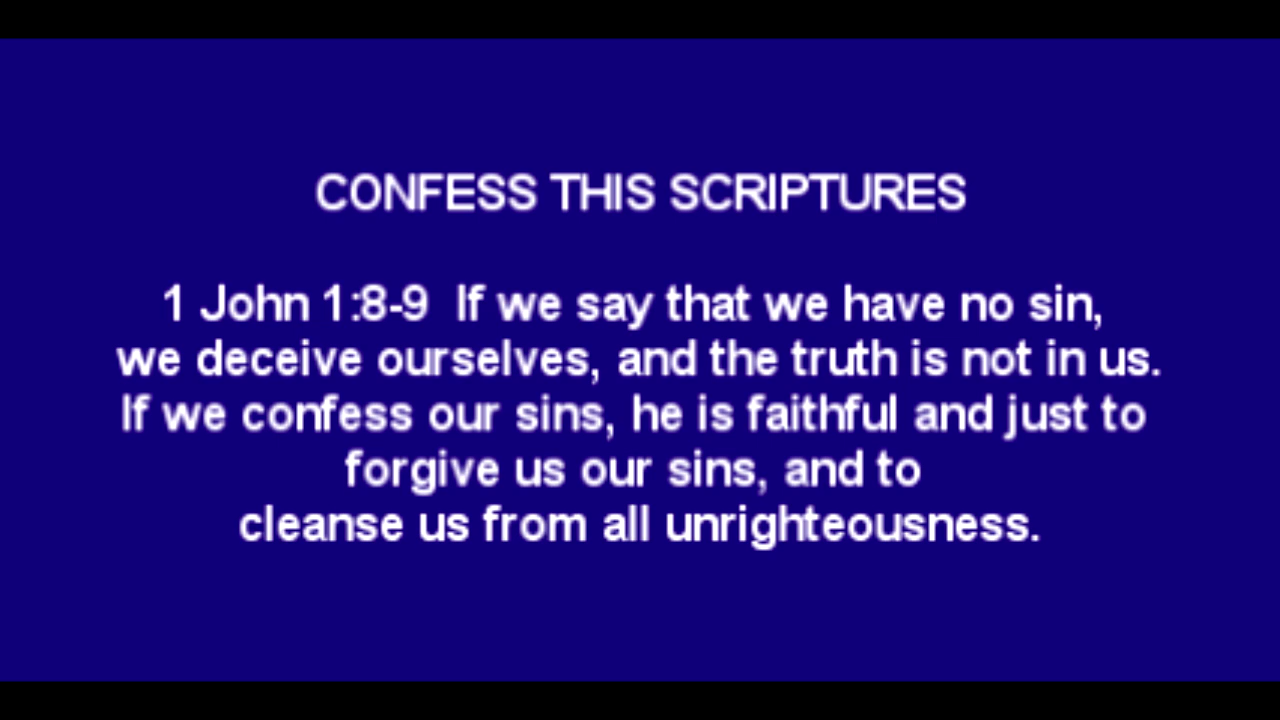 CONFESS THIS SCRIPTURES
1 John 1:8-9  If we say that we have no sin,
we deceive ourselves, and the truth is not in us.
If we confess our sins, he is faithful and just to
forgive us our sins, and to
cleanse us from all unrighteousness.